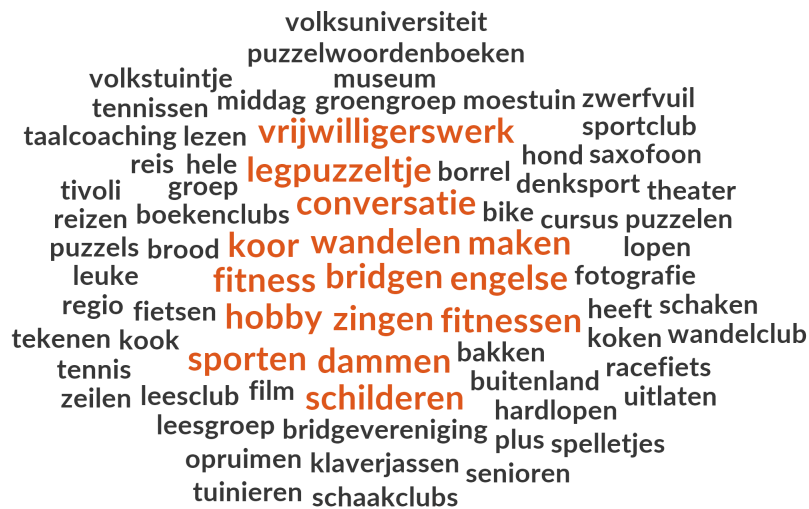 volksuniversiteit
puzzelwoordenboeken
volkstuintje museum
tennissen middag groengroep moestuin zwerfvuil
taalcoaching lezen vrijwilligerswerk sportclub
reis hele legpuzzeltje borrel hond saxofoon
tivoli groep conversatie denksport theater
reizen boekenclubs bike cursus puzzelen
puzzels brood koor wandelen maken lopen
leuke fitness bridgen engelse fotografie
regio fietsen hobby zingen fitnessen heeft schaken
tekenen kook sporten dammen bakken koken wandelclub
tennis buitenland racefiets
zeilen leesclub film schilderen hardlopen uitlaten
leesgroep bridgevereniging plus spelletjes
opruimen klaverjassen senioren
tuinieren schaakclubs